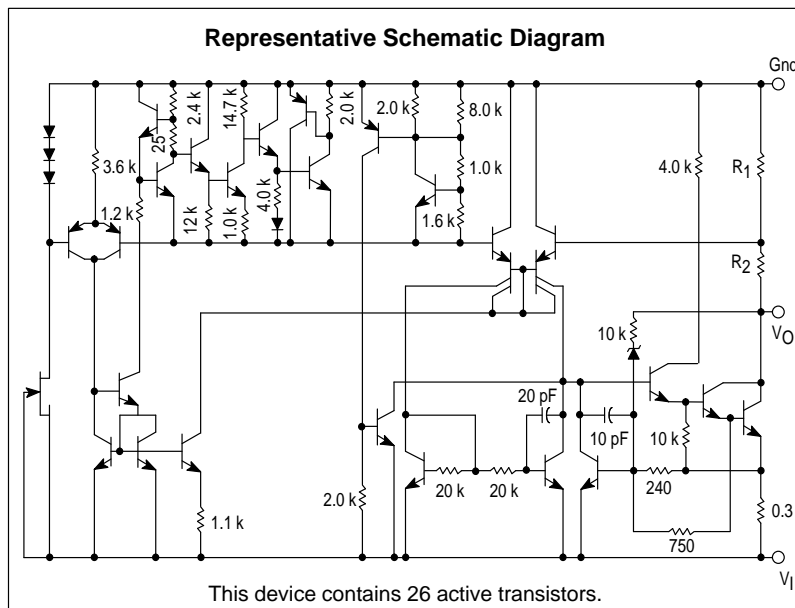 Representative Schematic Diagram
Gnd
2.4 k
14.7 k
2.0 k
2.0 k
8.0 k
25
3.6 k
4.0 k
1.0 k
4.0 k
R1
1.2 k
12 k
1.0 k
1.6 k
R2
10 k
VO
20 pF
10 pF
10 k
2.0 k
20 k
20 k
240
0.3
1.1 k
750
VI
This device contains 26 active transistors.